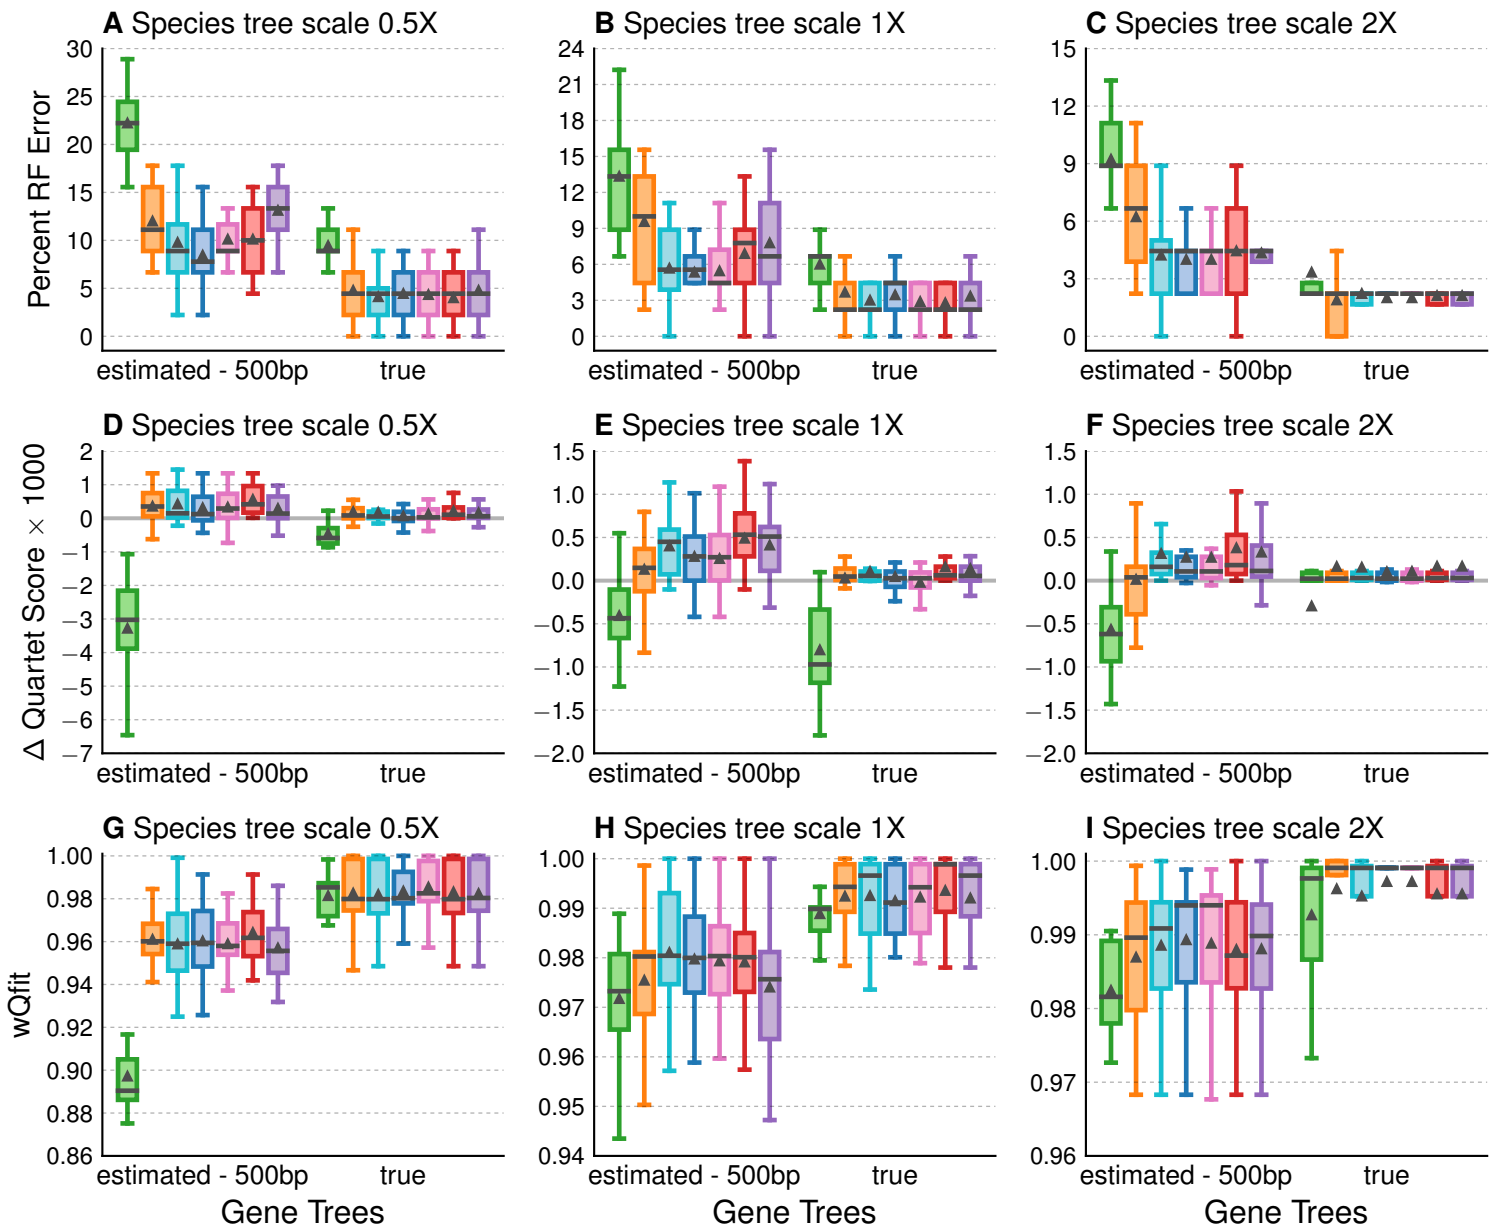 A Species tree scale 0.5X
B Species tree scale 1X
C Species tree scale 2X
Percent RF Error
30
25
20
15
10
5
0
24
21
18
15
12
9
6
3
0
15
12
9
6
3
0
estimated - 500bp true
estimated - 500bp true
estimated - 500bp true
D Species tree scale 0.5X
E Species tree scale 1X
F Species tree scale 2X
Δ Quartet Score × 1000
2
1
0
−1
−2
−3
−4
−5
−6
−7
1.5
1.0
0.5
0.0
−0.5
−1.0
−1.5
−2.0
1.5
1.0
0.5
0.0
−0.5
−1.0
−1.5
−2.0
estimated - 500bp true
estimated - 500bp true
estimated - 500bp true
G Species tree scale 0.5X
H Species tree scale 1X
I Species tree scale 2X
wQfit
1.00
0.98
0.96
0.94
0.92
0.90
0.88
0.86
1.00
0.99
0.98
0.97
0.96
0.95
0.94
1.00
0.99
0.98
0.97
0.96
estimated - 500bp true
estimated - 500bp true
estimated - 500bp true
Gene Trees
Gene Trees
Gene Trees